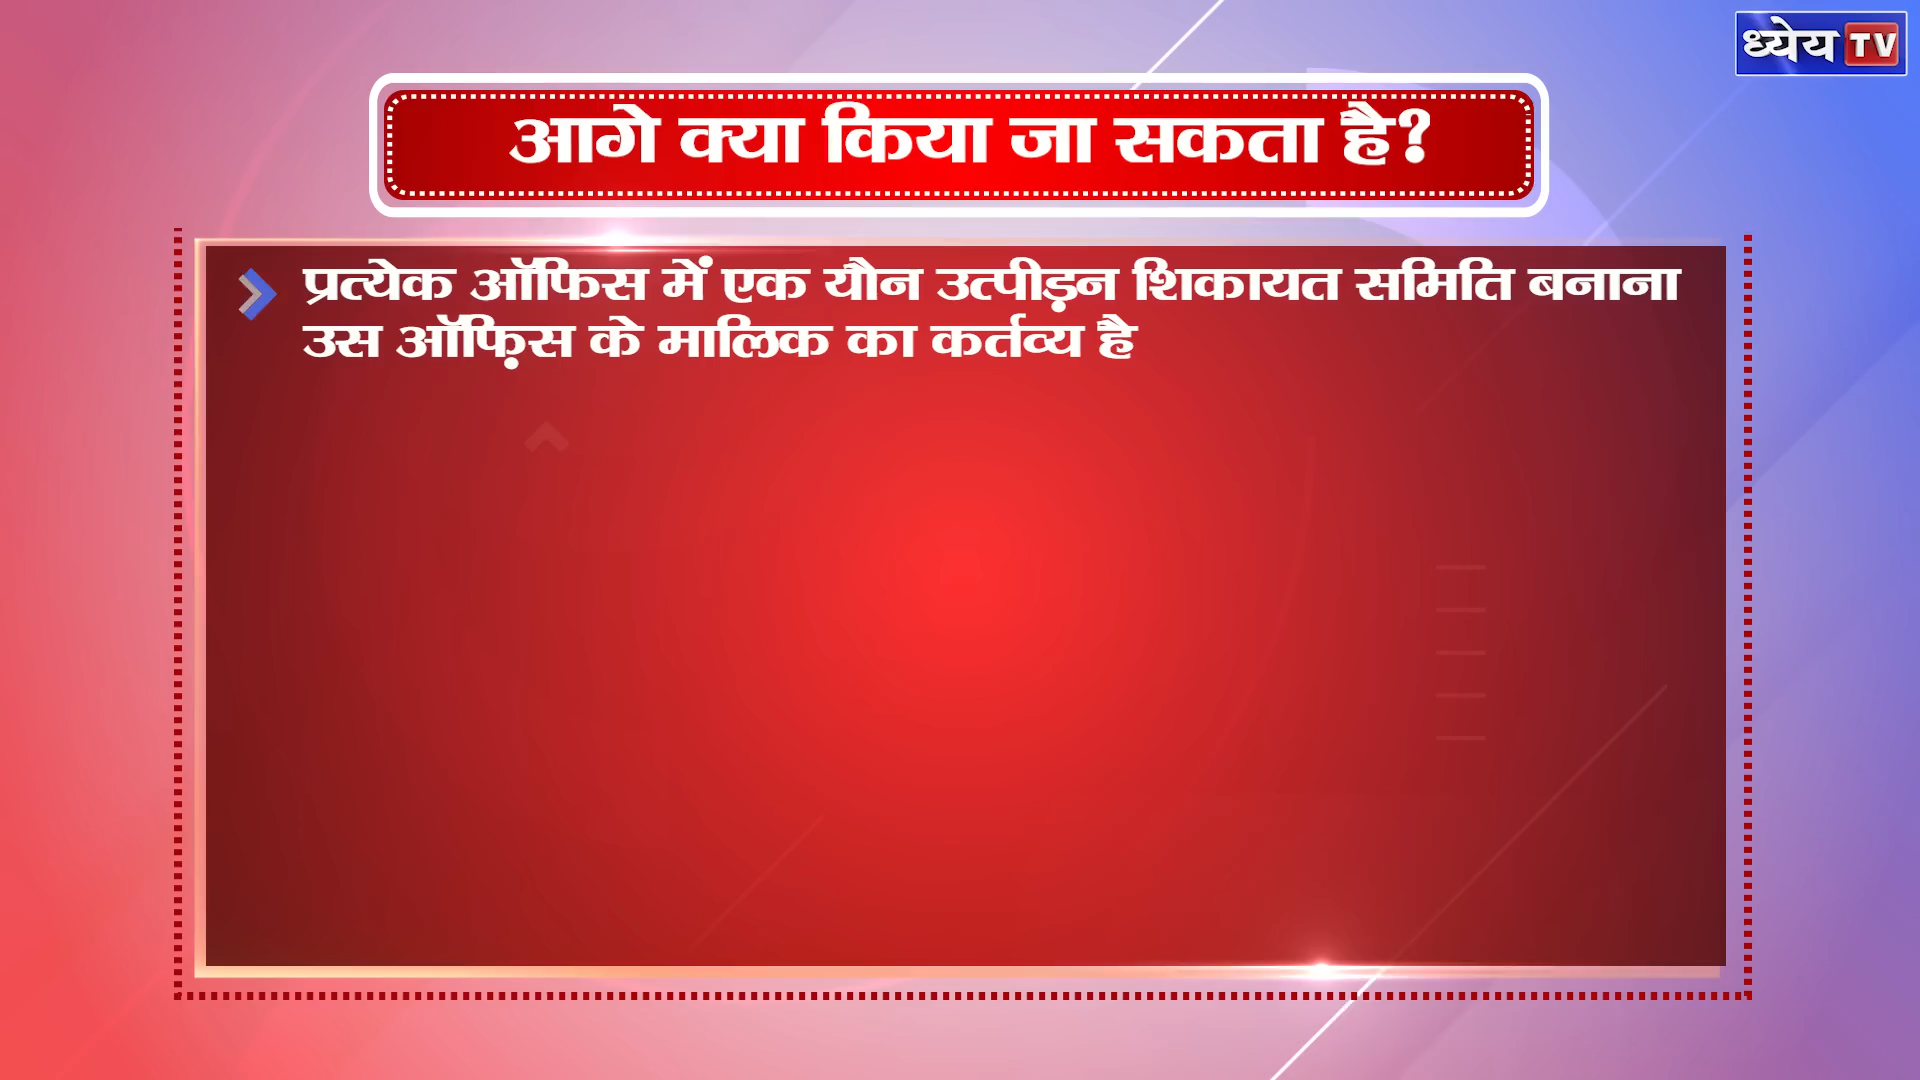 ध्येय TV
आगे क्या किया जा सकता है?
प्रत्येक ऑफिस में एक यौन उत्पीड़न शिकायत समिति बनाना
उस ऑफ़िस के मालिक का कर्तव्य है